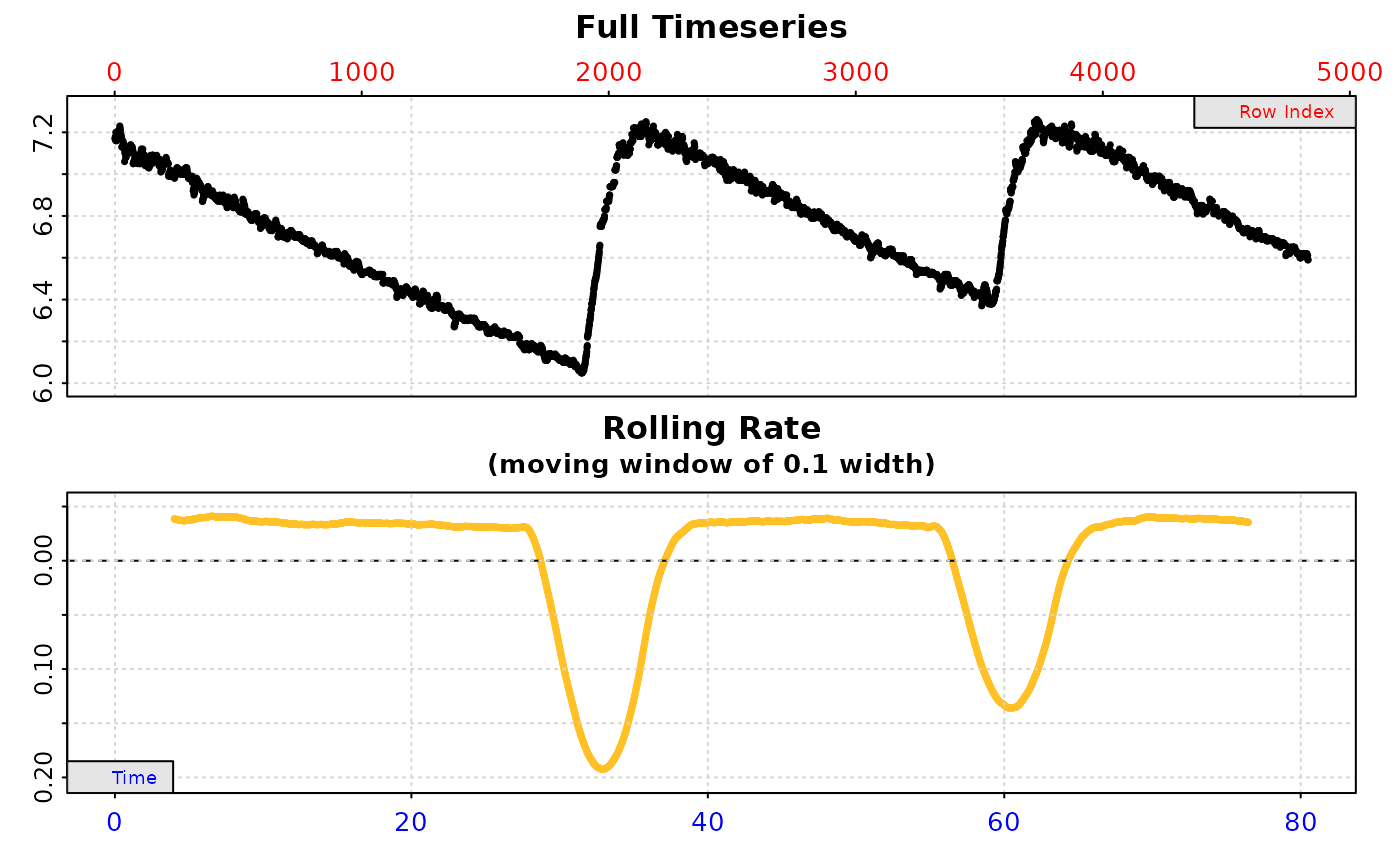 Full Timeseries
0 1000 2000 3000 4000 5000
Row Index
7.2
6.8
6.4
6.0
Rolling Rate
(moving window of 0.1 width)
0.00
0.10
0.20
Time
0 20 40 60 80